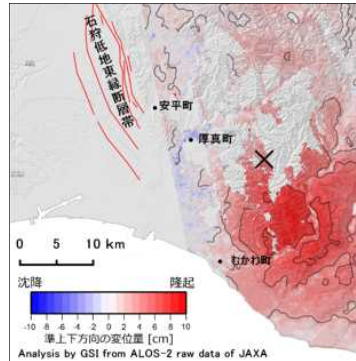 石狩低地東縁断層帯
安平町
厚真町
むかわ町
0 5 10 km
沈降 隆起
-10 -8 -6 -4 -2 0 2 4 6 8 10
準上下方向の変位量 [cm]
Analysis by GSI from ALOS-2 raw data of JAXA